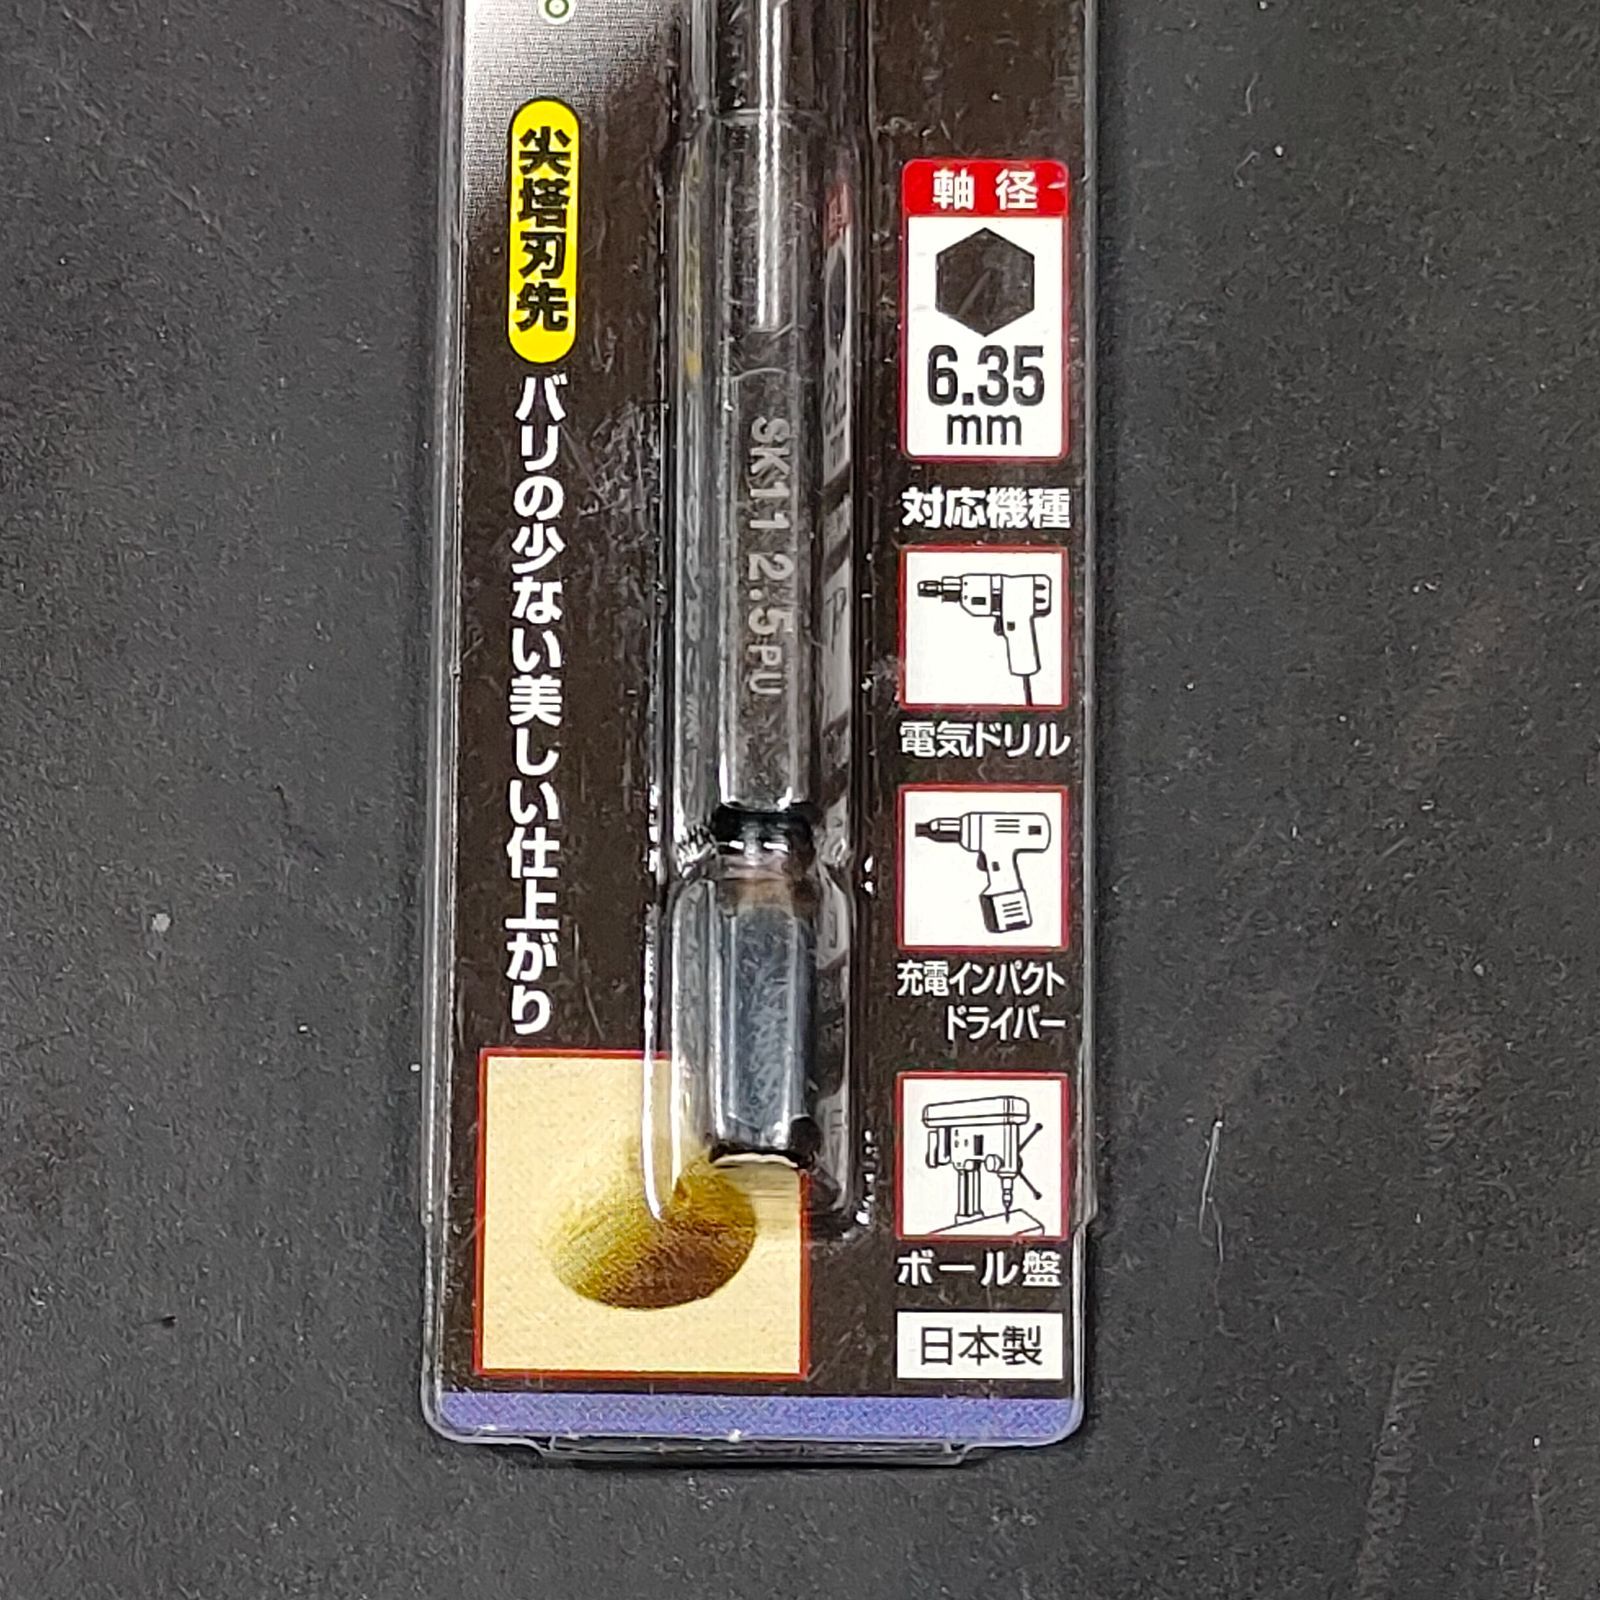 尖塔刃先
バリの少ない美しい仕上がり
SK11 2.5PU
軸径
6.35
mm
対応機種
電気ドリル
充電インパクト
ドライバー
ボール盤
日本製